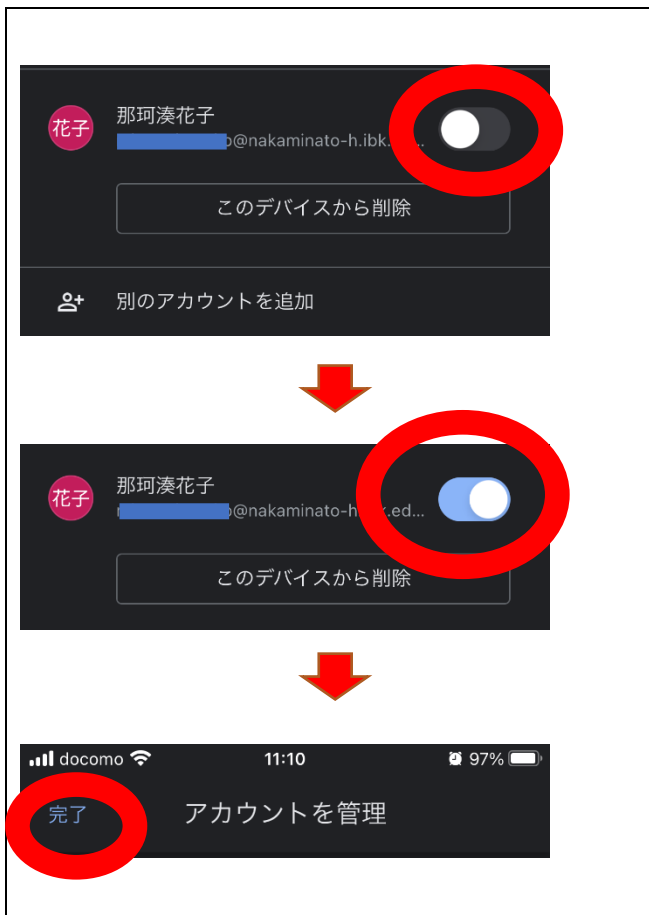 花子
那珂湊花子
@nakaminato-h.ibk.
このデバイスから削除
別のアカウントを追加
花子
那珂湊花子
@nakaminato-h
.ed...
このデバイスから削除
docomo 11:10 97%
完了 アカウントを管理